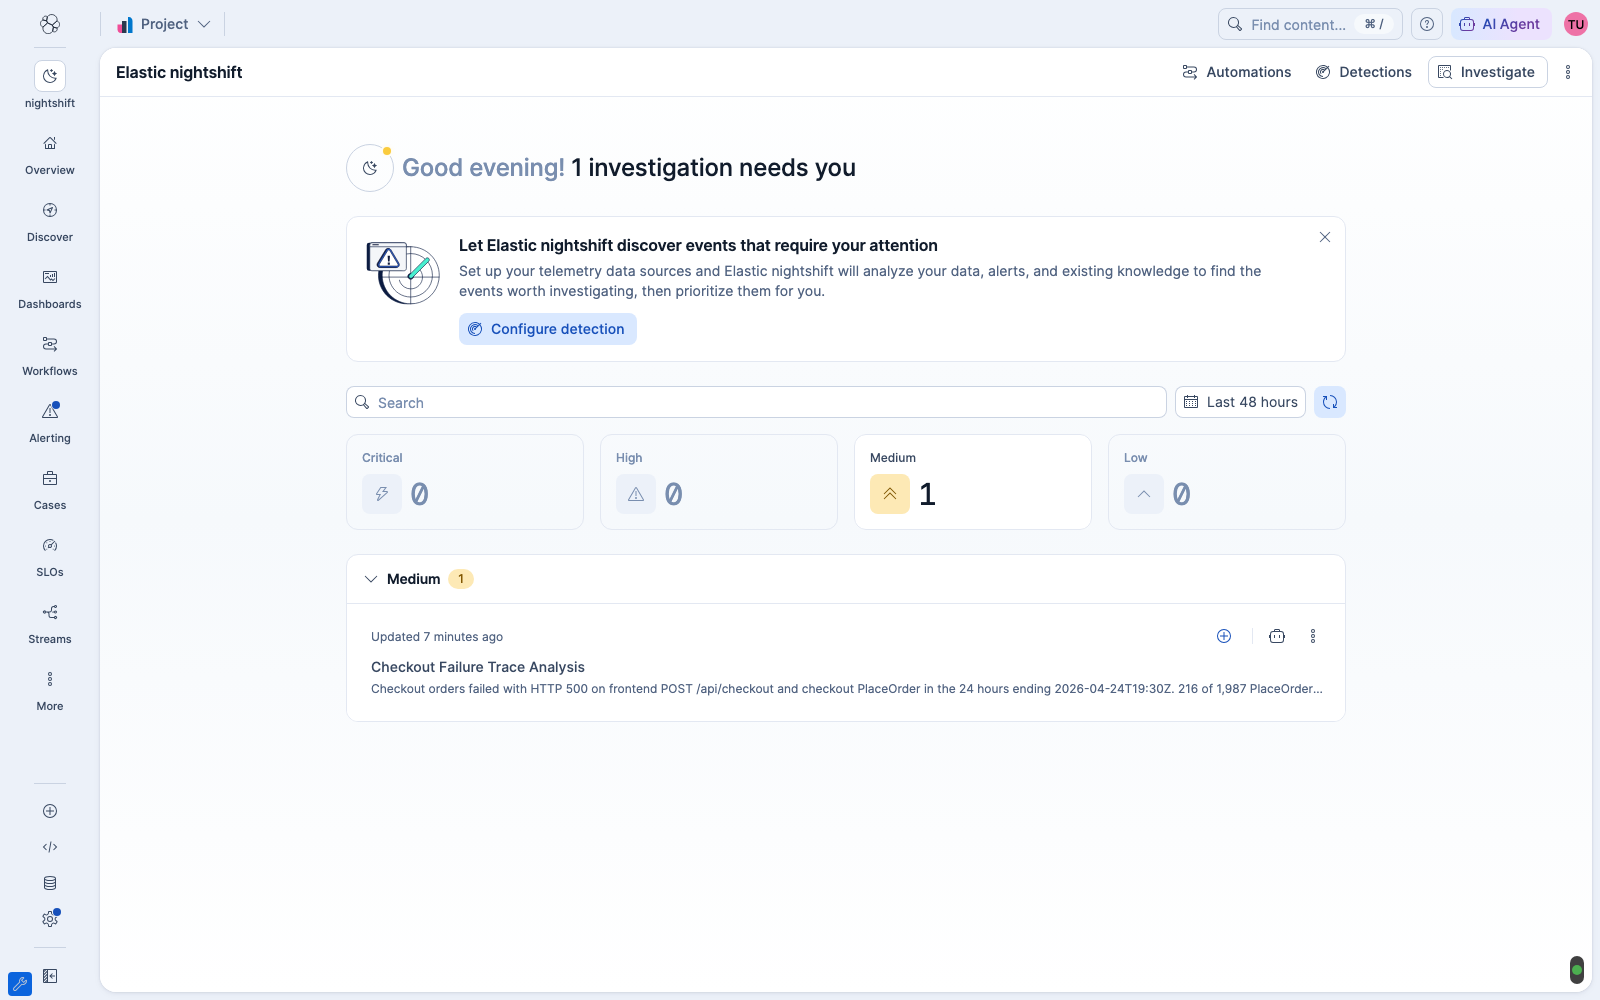 Project
Find content...
⌘ /
AI Agent
TU
nightshift
Overview
Discover
Dashboards
Workflows
Alerting
Cases
SLOs
Streams
More
Elastic nightshift
Automations
Detections
Investigate
Good evening! 1 investigation needs you
Let Elastic nightshift discover events that require your attention
Set up your telemetry data sources and Elastic nightshift will analyze your data, alerts, and existing knowledge to find the
events worth investigating, then prioritize them for you.
Configure detection
Search
Last 48 hours
Critical
0
High
0
Medium
1
Low
0
Medium 1
Updated 7 minutes ago
Checkout Failure Trace Analysis
Checkout orders failed with HTTP 500 on frontend POST /api/checkout and checkout PlaceOrder in the 24 hours ending 2026-04-24T19:30Z. 216 of 1,987 PlaceOrder...